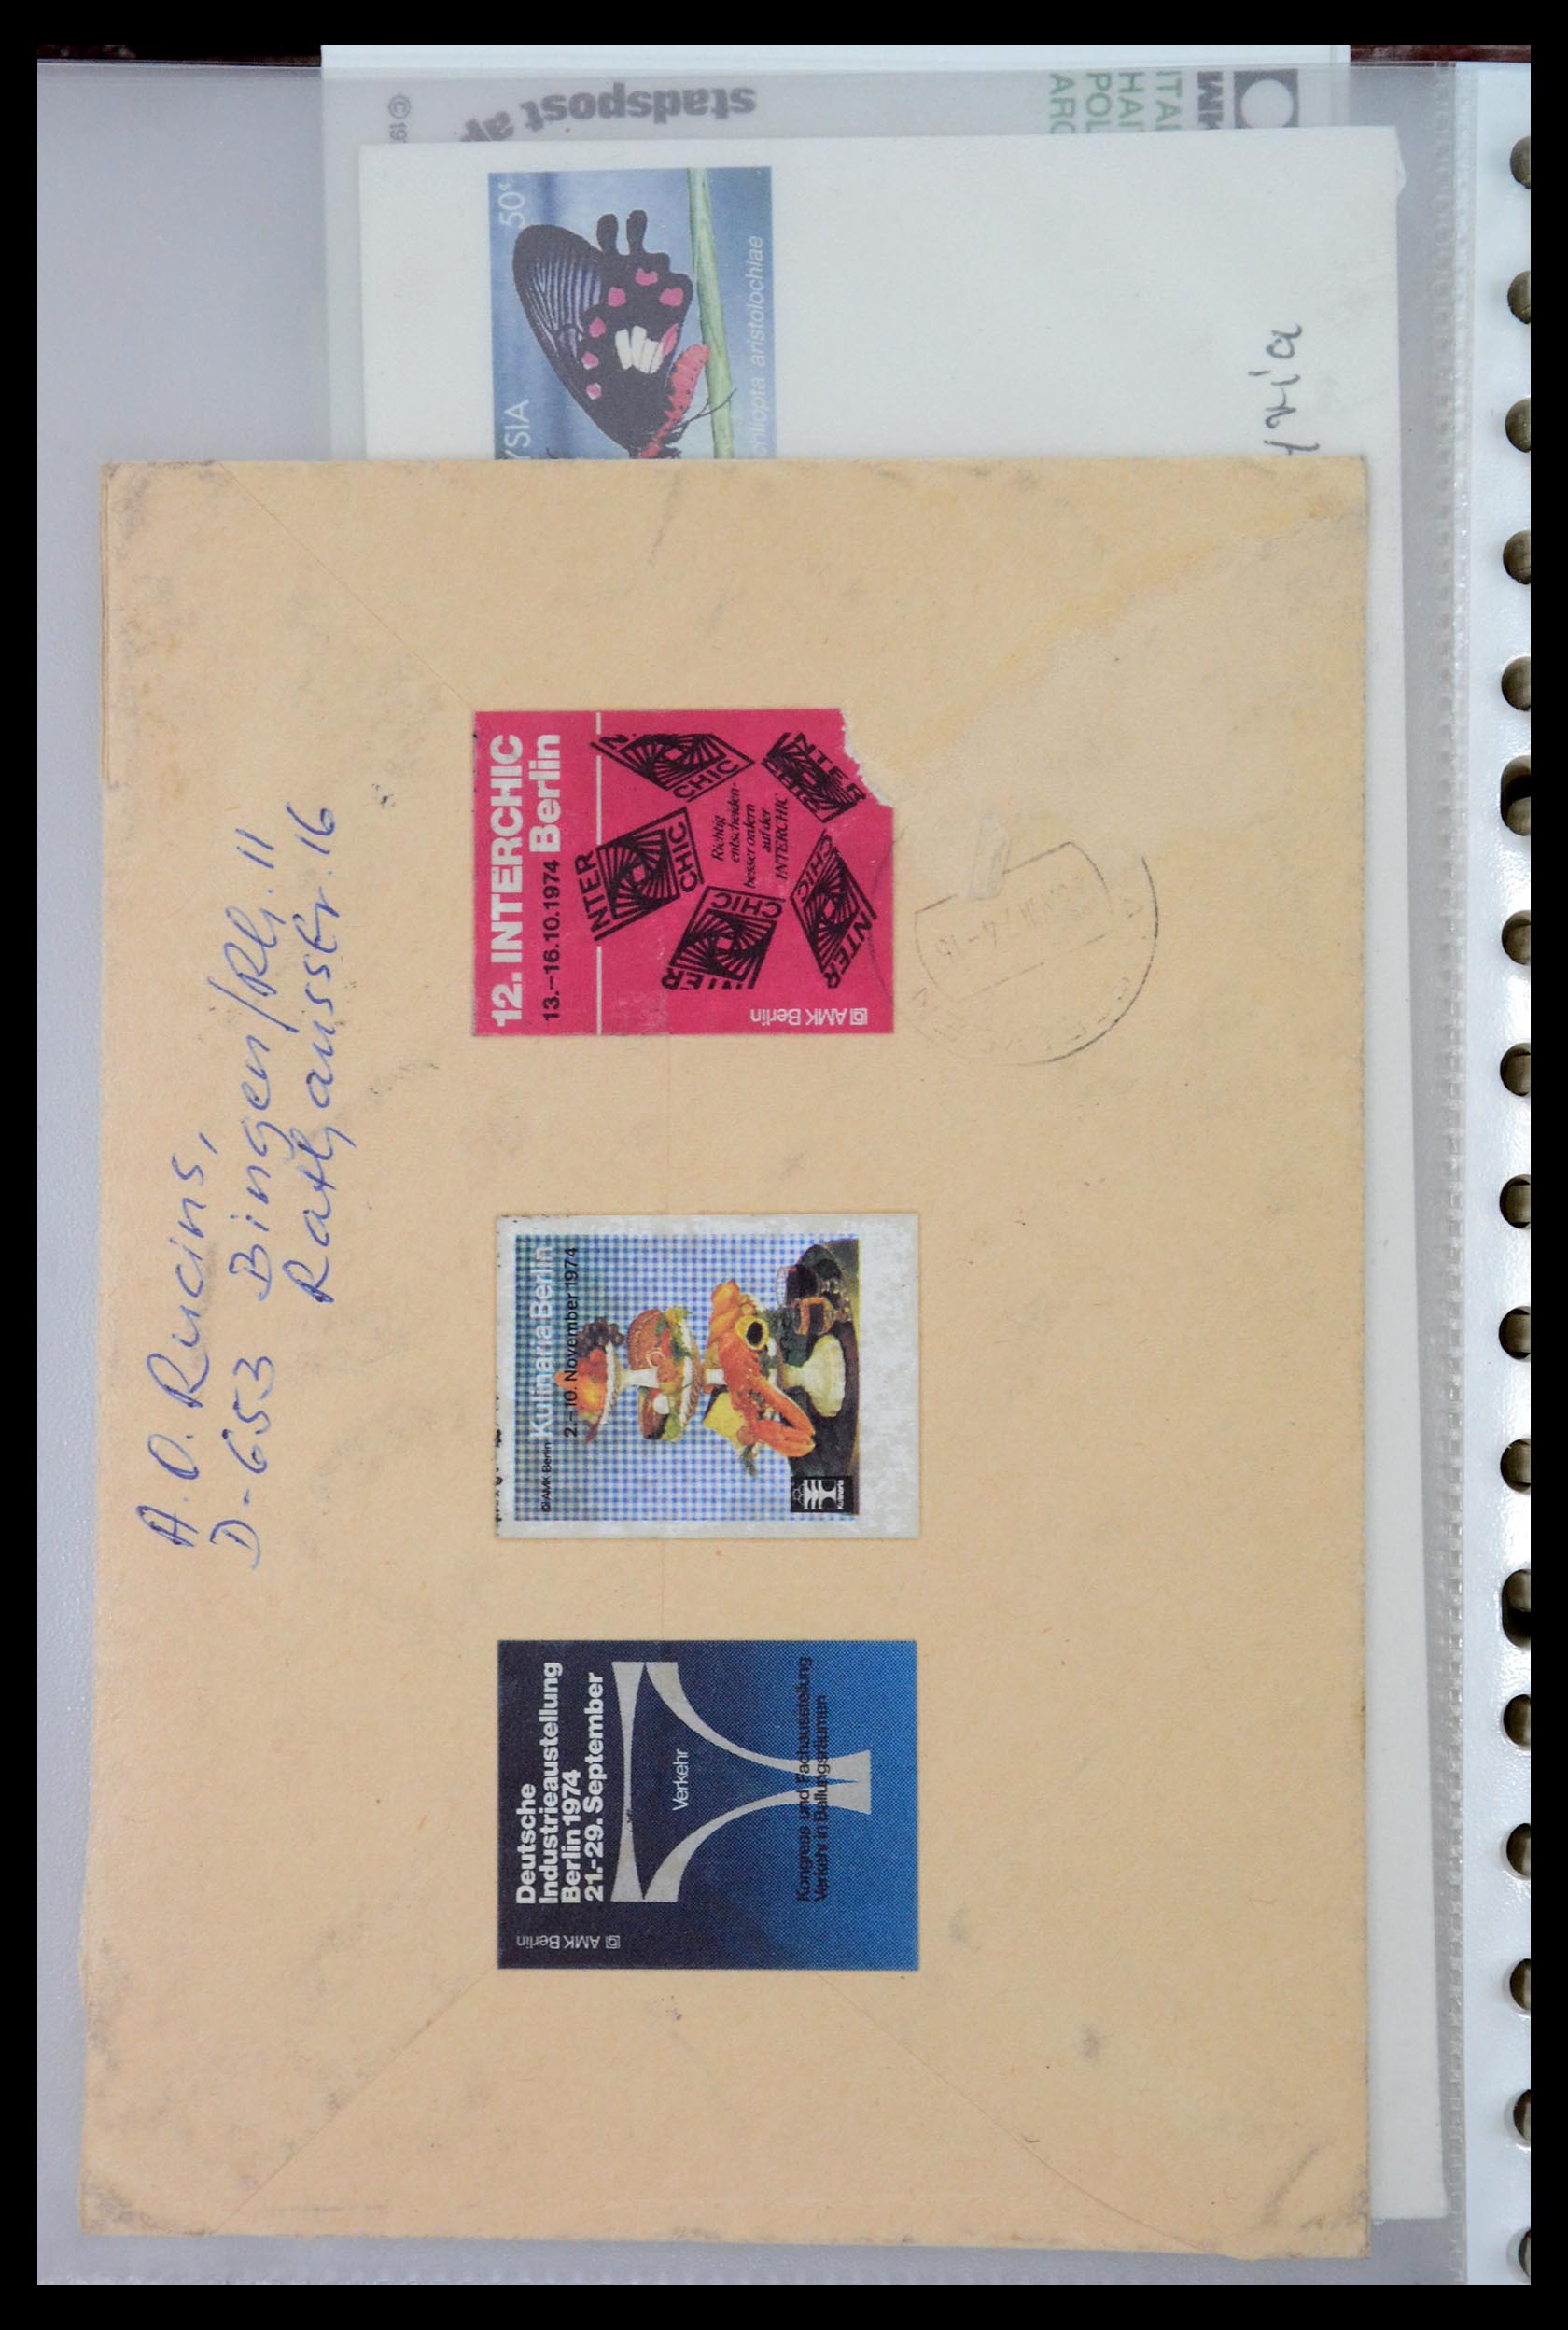 stadspost
50c
YSIA
aristolochiae
A. O. Rucins,
D-653 Bingen/Rh. 11
Rathausstr. 16
12. INTERCHIC
13.–16.10.1974 Berlin
INTER CHIC
Richtig
entscheiden-
besser ordern
auf der
INTERCHIC
AMK Berlin
AMK Berlin Kulinaria Berlin
2.–10. November 1974
Deutsche
Industrieaustellung
Berlin 1974
21.-29. September
Verkehr
Kongress und Fachausstellung
Verkehr in Ballungsräumen
AMK Berlin